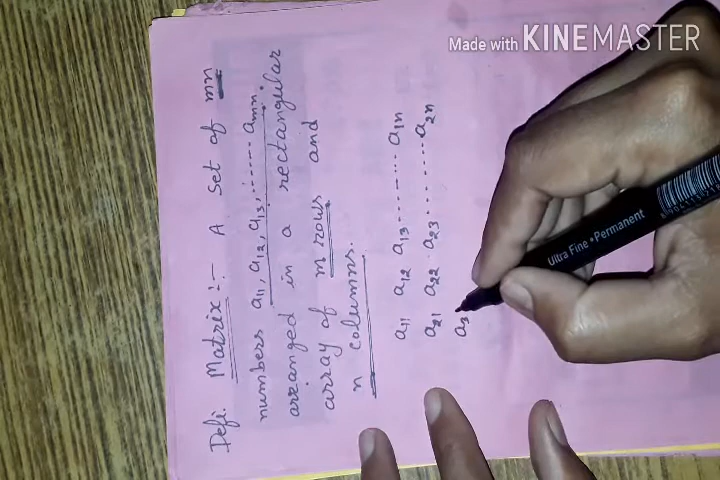 Made with KINEMASTER
Defi. Matrix :- A set of mn
numbers a11, a12, a13, ...... amn.
arranged in a rectangular
array of m rows and
n columns.
a11 a12 a13 ....... a1n
a21 a22 . a23 ....... a2n
a3
Ultra Fine • Permanent